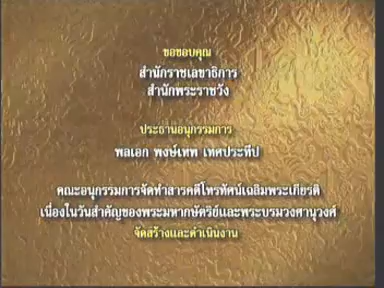 ขอขอบคุณ
สำนักราชเลขาธิการ
สำนักพระราชวัง
ประธานอนุกรรมการ
พลเอก พงษ์เทพ เทศประทีป
คณะอนุกรรมการจัดทำสารคดีโทรทัศน์เฉลิมพระเกียรติ
เนื่องในวันสำคัญของพระมหากษัตริย์และพระบรมวงศานุวงศ์
จัดสร้างและดำเนินงาน